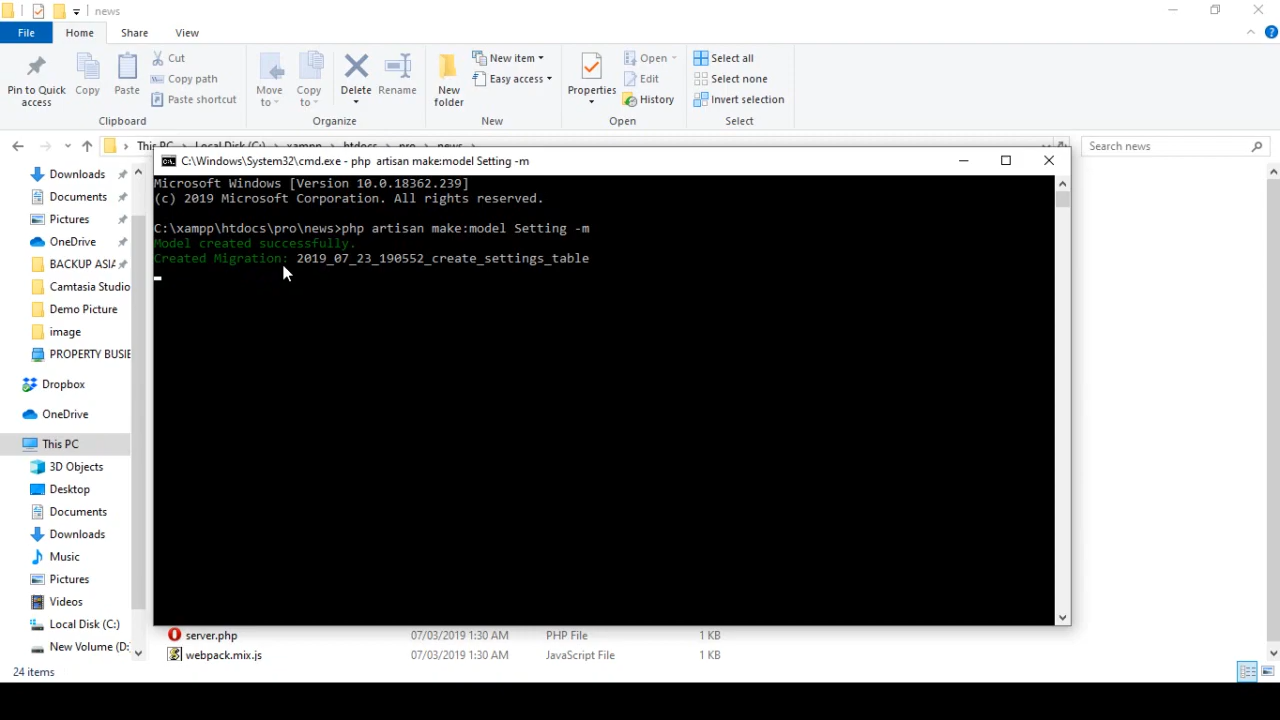 news
File
Home
Share
View
Pin to Quick access
Copy
Paste
Cut
Copy path
Paste shortcut
Clipboard
Move to
Copy to
Delete
Rename
Organize
New folder
New item
Easy access
New
Properties
Open
Edit
History
Open
Select all
Select none
Invert selection
Select
This PC
Local Disk (C:)
xampp
htdocs
pro
news
Search news
C:\Windows\System32\cmd.exe - php  artisan make:model Setting -m
Microsoft Windows [Version 10.0.18362.239]
(c) 2019 Microsoft Corporation. All rights reserved.
C:\xampp\htdocs\pro\news>php artisan make:model Setting -m
Model created successfully.
Created Migration: 2019_07_23_190552_create_settings_table
Downloads
Documents
Pictures
OneDrive
BACKUP ASIA
Camtasia Studio
Demo Picture
image
PROPERTY BUSIE
Dropbox
OneDrive
This PC
3D Objects
Desktop
Documents
Downloads
Music
Pictures
Videos
Local Disk (C:)
New Volume (D:
server.php 07/03/2019 1:30 AM PHP File 1 KB
webpack.mix.js 07/03/2019 1:30 AM JavaScript File 1 KB
24 items